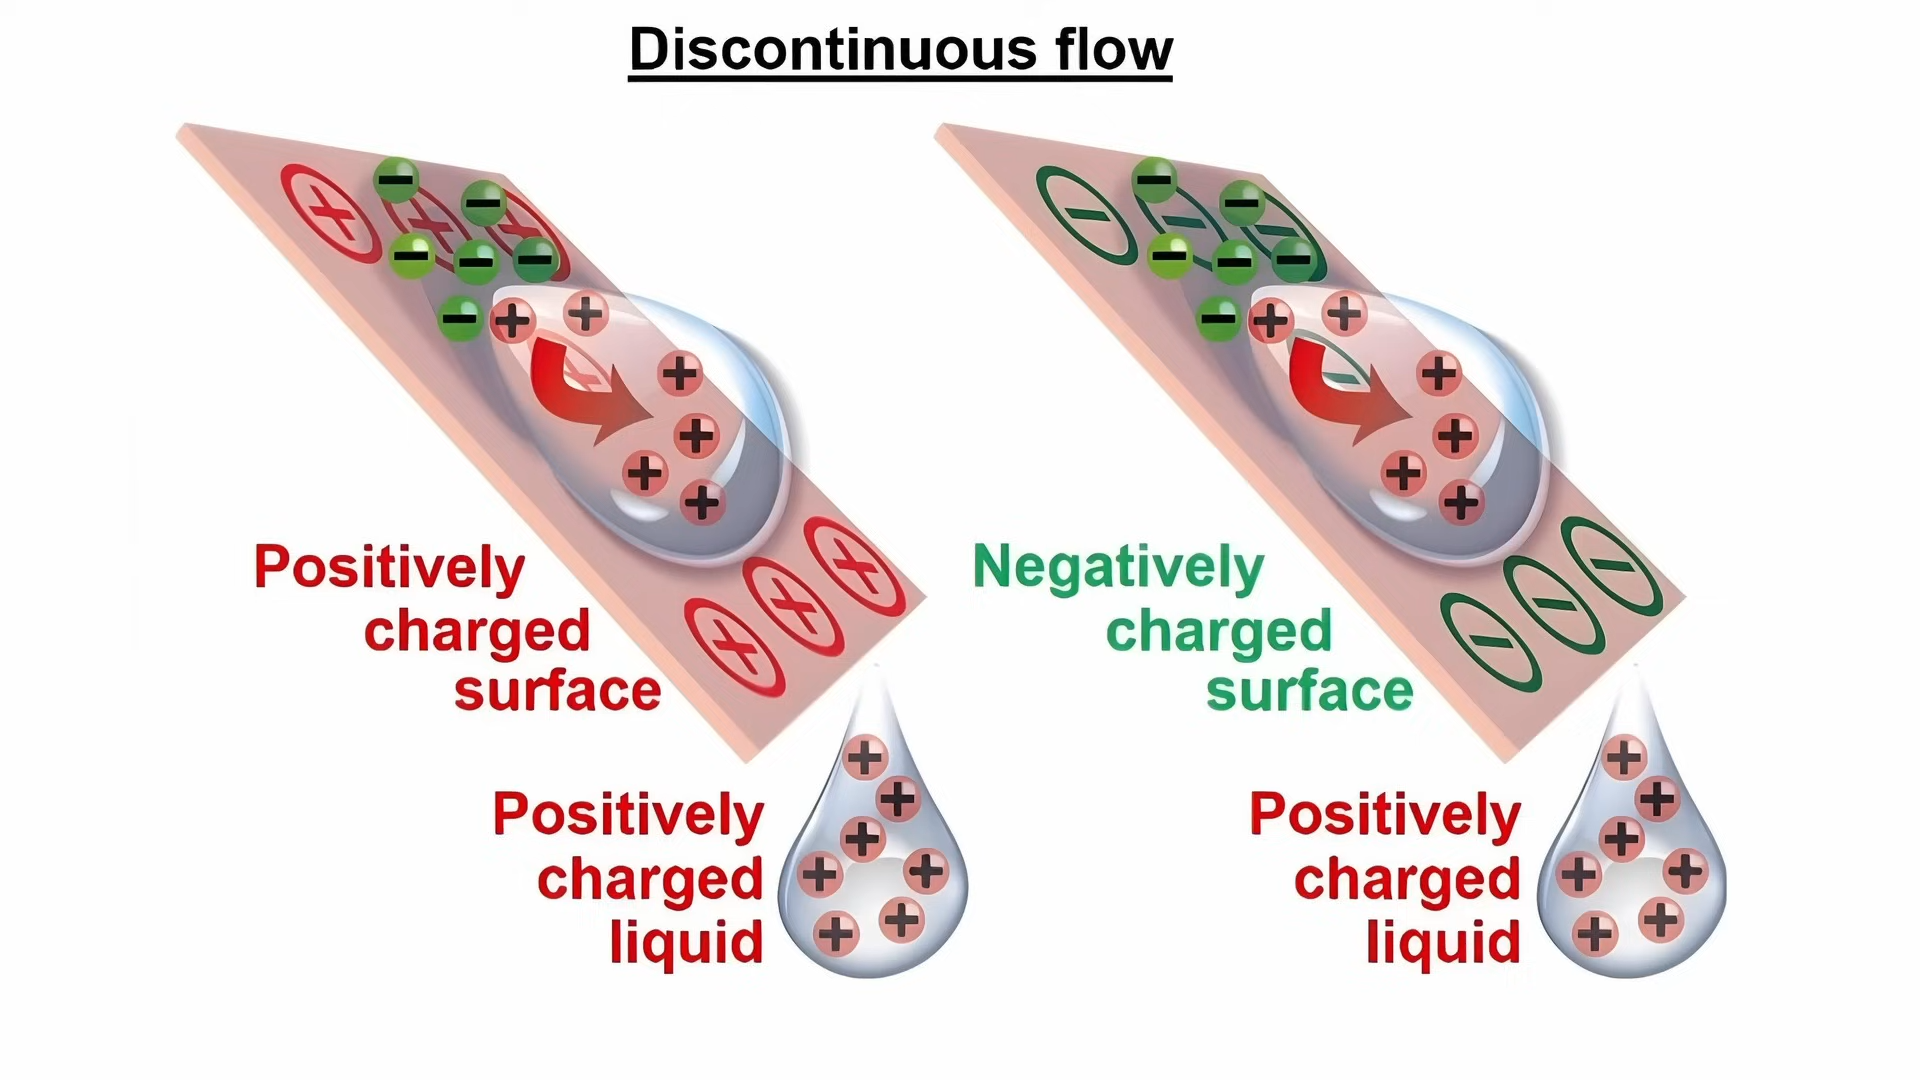 Discontinuous flow
Positively
charged
surface
Negatively
charged
surface
Positively
charged
liquid
Positively
charged
liquid